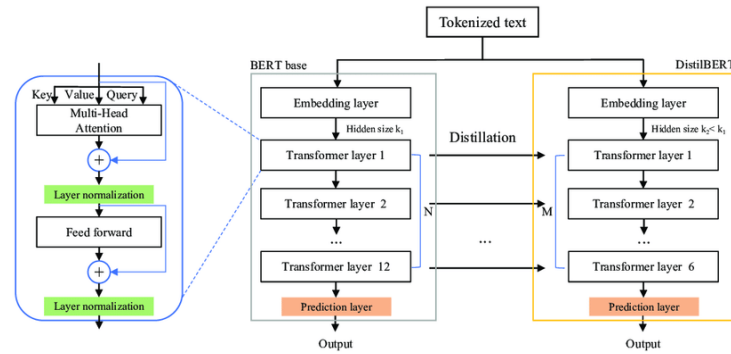 Tokenized text
BERT base
DistilBERT
Key Value Query
Multi-Head
Attention
+
Layer normalization
Feed forward
+
Layer normalization
Embedding layer
Hidden size k₁
Transformer layer 1
Transformer layer 2
...
Transformer layer 12
N
Prediction layer
Output
Distillation
...
Embedding layer
Hidden size k₂< k₁
Transformer layer 1
Transformer layer 2
...
Transformer layer 6
M
Prediction layer
Output